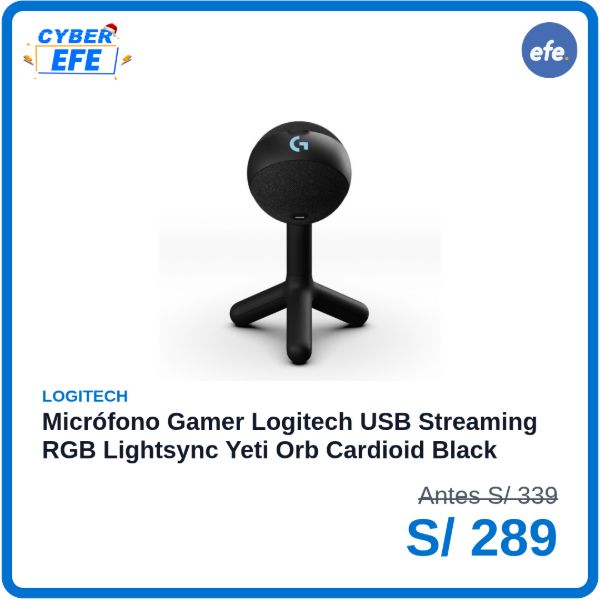 CYBER
EFE
efe.
G
LOGITECH
Micrófono Gamer Logitech USB Streaming
RGB Lightsync Yeti Orb Cardioid Black
Antes S/ 339
S/ 289